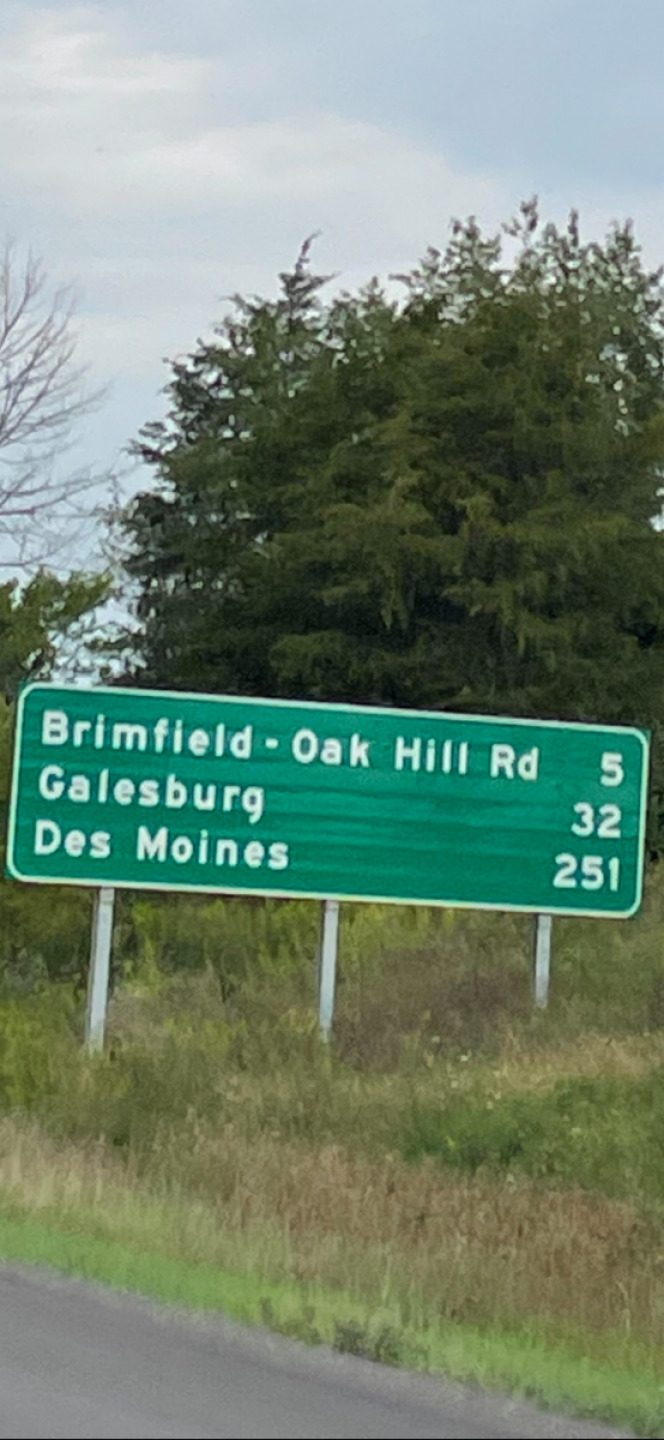 Brimfield - Oak Hill Rd 5
Galesburg 32
Des Moines 251